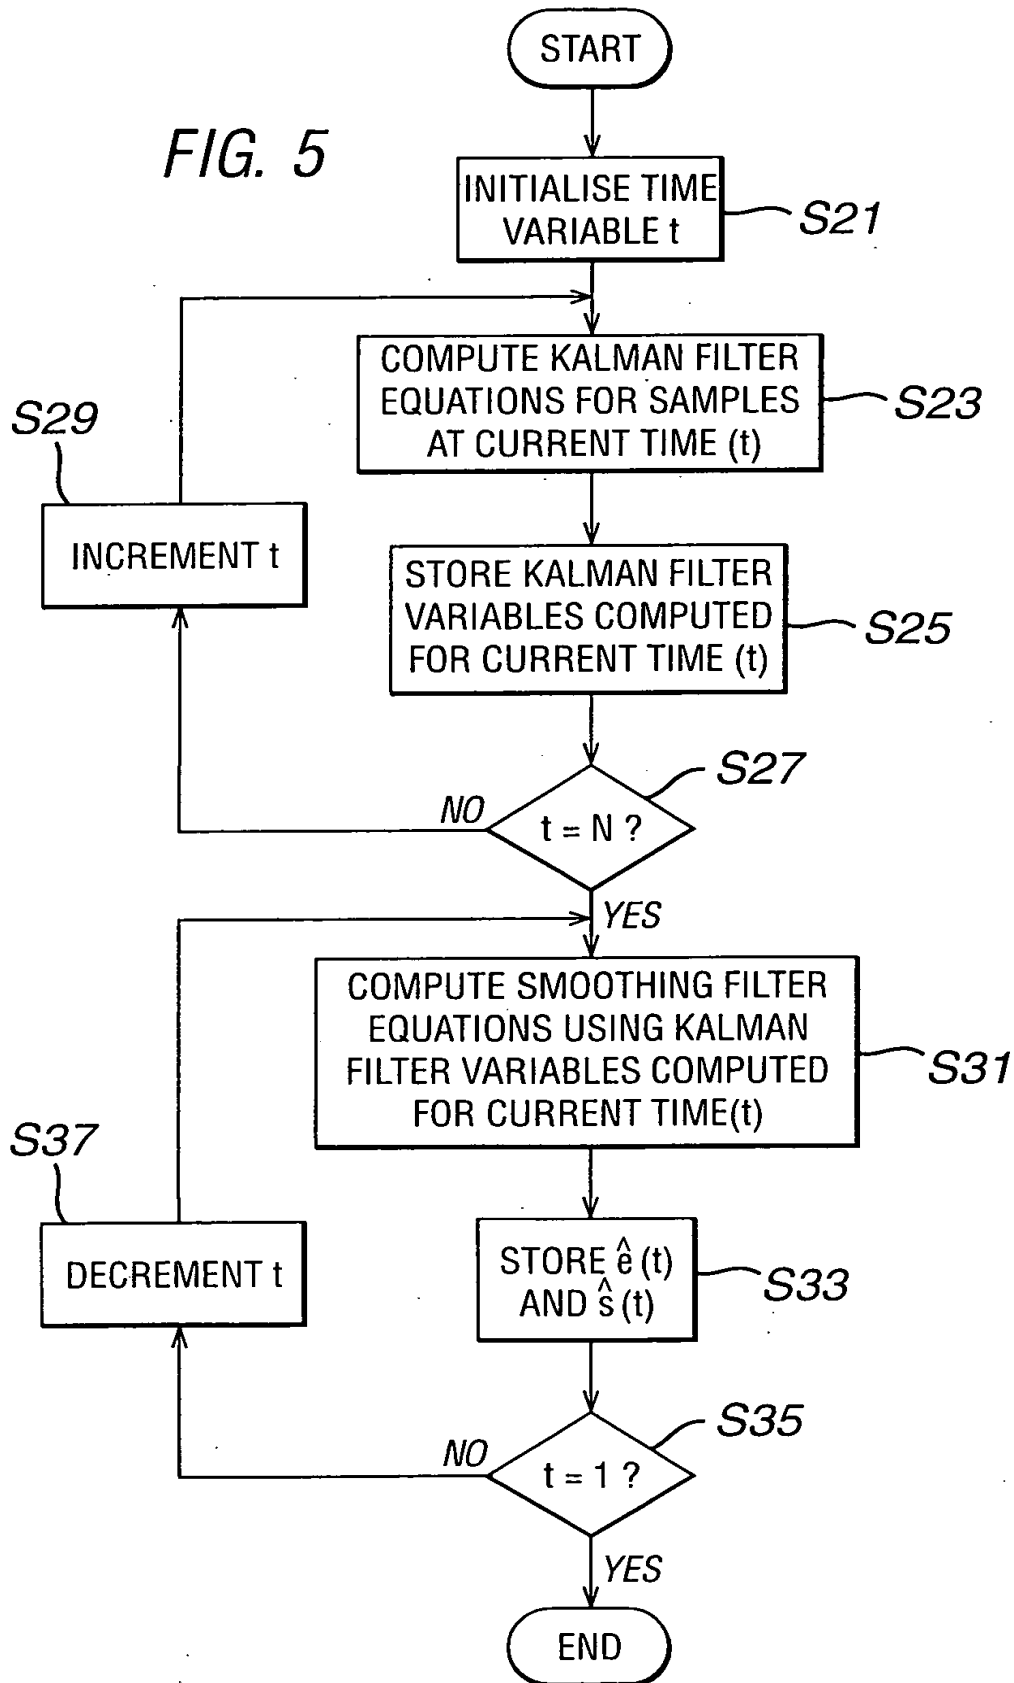 START
FIG. 5
INITIALISE TIME
VARIABLE t
S21
COMPUTE KALMAN FILTER
EQUATIONS FOR SAMPLES
AT CURRENT TIME (t)
S23
S29
INCREMENT t
STORE KALMAN FILTER
VARIABLES COMPUTED
FOR CURRENT TIME (t)
S25
S27
NO
t = N ?
YES
COMPUTE SMOOTHING FILTER
EQUATIONS USING KALMAN
FILTER VARIABLES COMPUTED
FOR CURRENT TIME(t)
S31
S37
DECREMENT t
STORE ê (t)
AND ŝ (t)
S33
S35
NO
t = 1 ?
YES
END